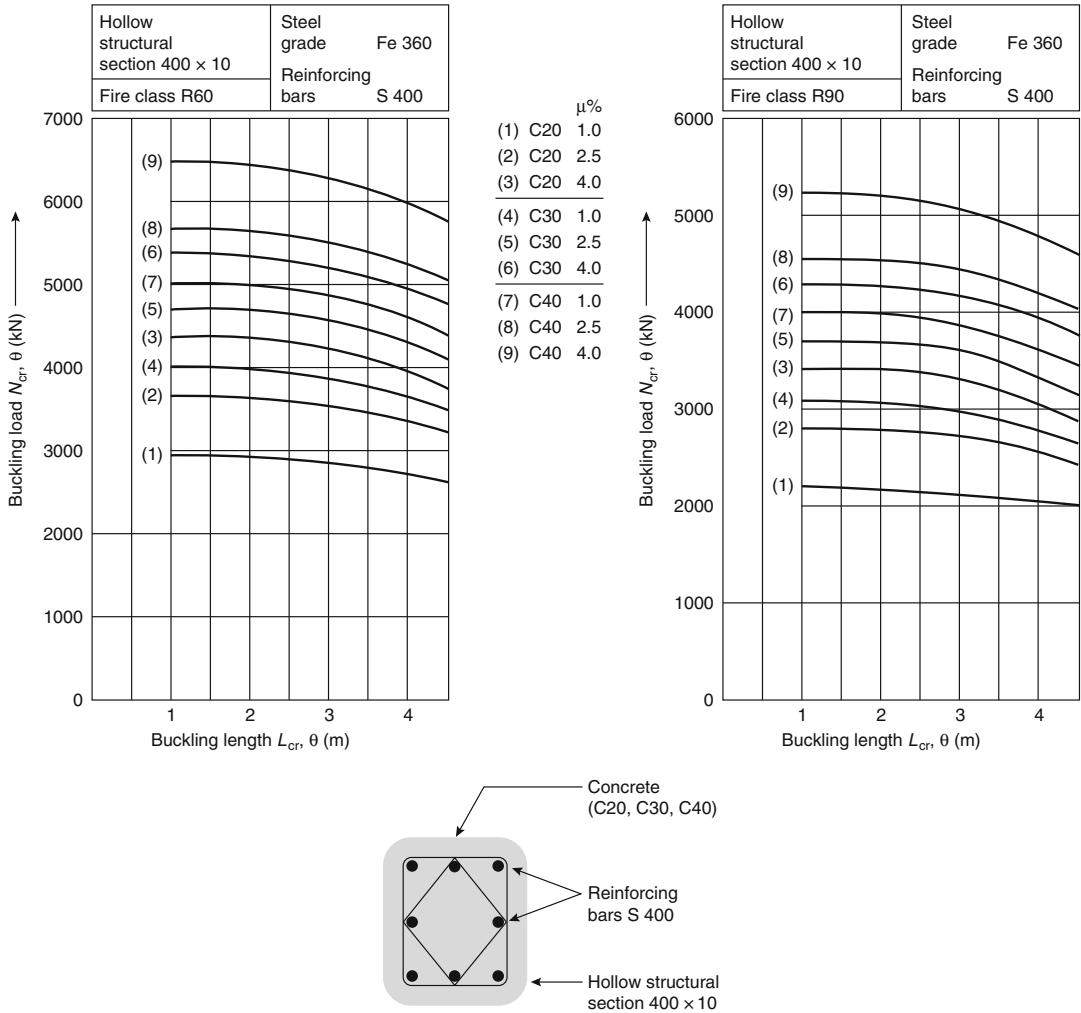 Hollow
structural
section 400 × 10
Fire class R60
Steel
grade Fe 360
Reinforcing
bars S 400
7000
6000
5000
4000
3000
2000
1000
0
Buckling load Ncr, θ (kN)
(9)
(8)
(6)
(7)
(5)
(3)
(4)
(2)
(1)
1 2 3 4
Buckling length Lcr, θ (m)
μ%
(1) C20 1.0
(2) C20 2.5
(3) C20 4.0
(4) C30 1.0
(5) C30 2.5
(6) C30 4.0
(7) C40 1.0
(8) C40 2.5
(9) C40 4.0
Hollow
structural
section 400 × 10
Fire class R90
Steel
grade Fe 360
Reinforcing
bars S 400
6000
5000
4000
3000
2000
1000
0
Buckling load Ncr, θ (kN)
(9)
(8)
(6)
(7)
(5)
(3)
(4)
(2)
(1)
1 2 3 4
Buckling length Lcr, θ (m)
Concrete
(C20, C30, C40)
Reinforcing
bars S 400
Hollow structural
section 400 × 10